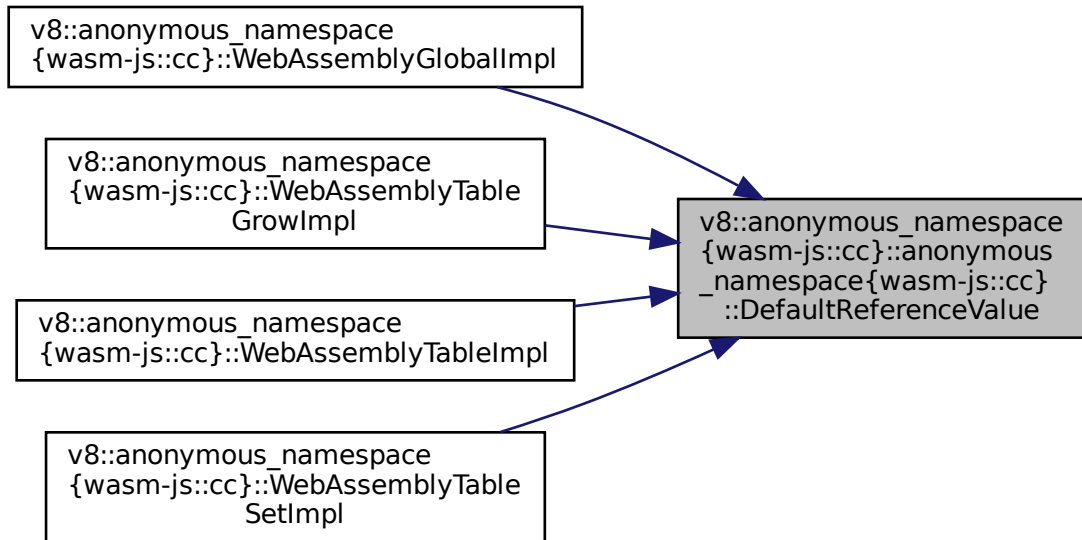 v8::anonymous_namespace
{wasm-js::cc}::WebAssemblyGlobalImpl
v8::anonymous_namespace
{wasm-js::cc}::WebAssemblyTable
GrowImpl
v8::anonymous_namespace
{wasm-js::cc}::WebAssemblyTableImpl
v8::anonymous_namespace
{wasm-js::cc}::WebAssemblyTable
SetImpl
v8::anonymous_namespace
{wasm-js::cc}::anonymous
_namespace{wasm-js::cc}
::DefaultReferenceValue